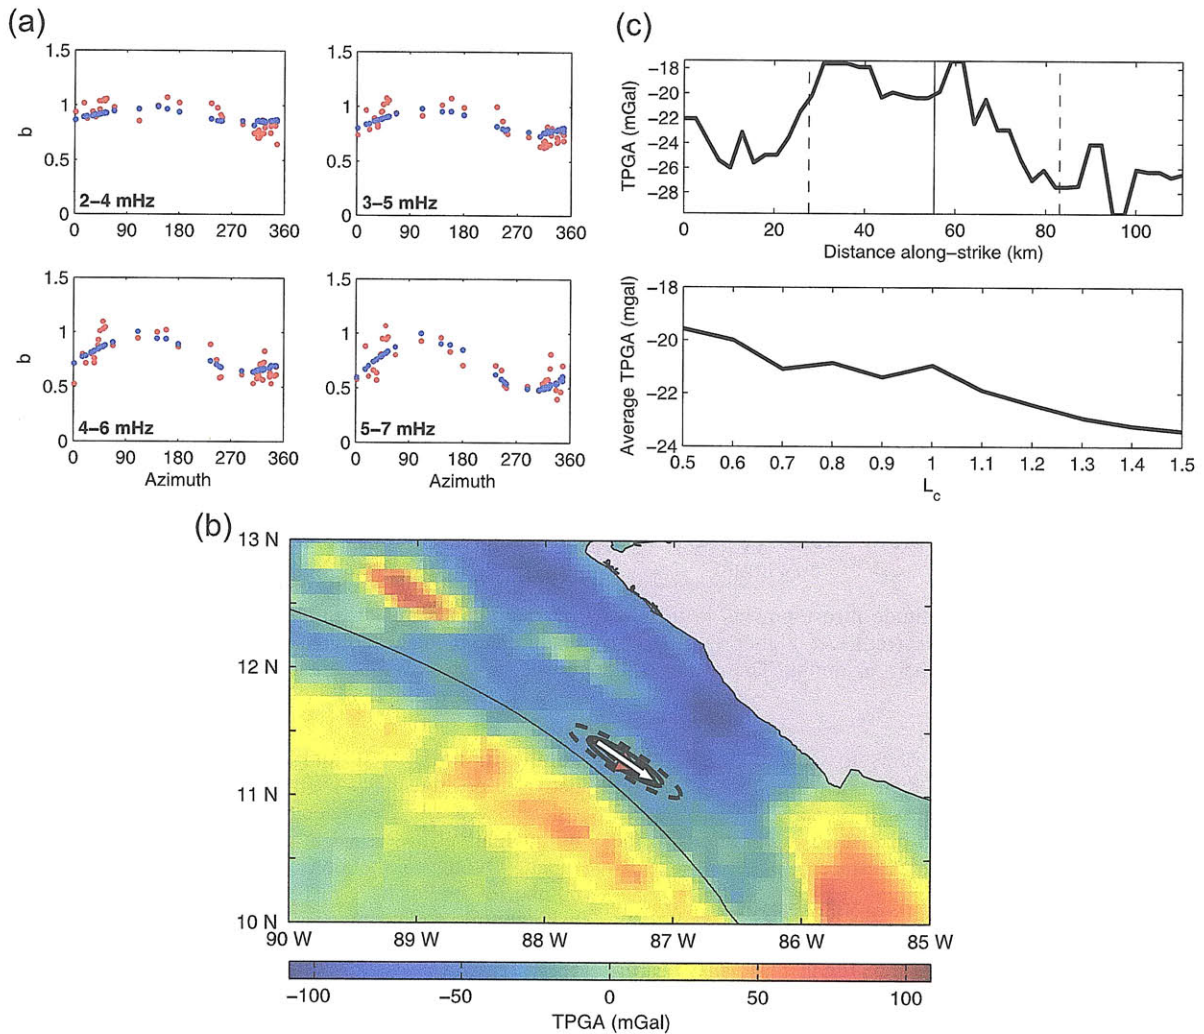 (a)
1.5
1
b
0.5
0
2–4 mHz
0 90 180 270 360
1.5
1
0.5
0
3–5 mHz
0 90 180 270 360
1.5
1
b
0.5
0
4–6 mHz
0 90 180 270 360
Azimuth
1.5
1
0.5
0
5–7 mHz
0 90 180 270 360
Azimuth
(c)
−18
−20
−22
−24
−26
−28
TPGA (mGal)
0 20 40 60 80 100
Distance along−strike (km)
−18
−20
−22
−24
Average TPGA (mgal)
0.5 0.6 0.7 0.8 0.9 1 1.1 1.2 1.3 1.4 1.5
Lc
(b)
13 N
12 N
11 N
10 N
90 W 89 W 88 W 87 W 86 W 85 W
−100 −50 0 50 100
TPGA (mGal)